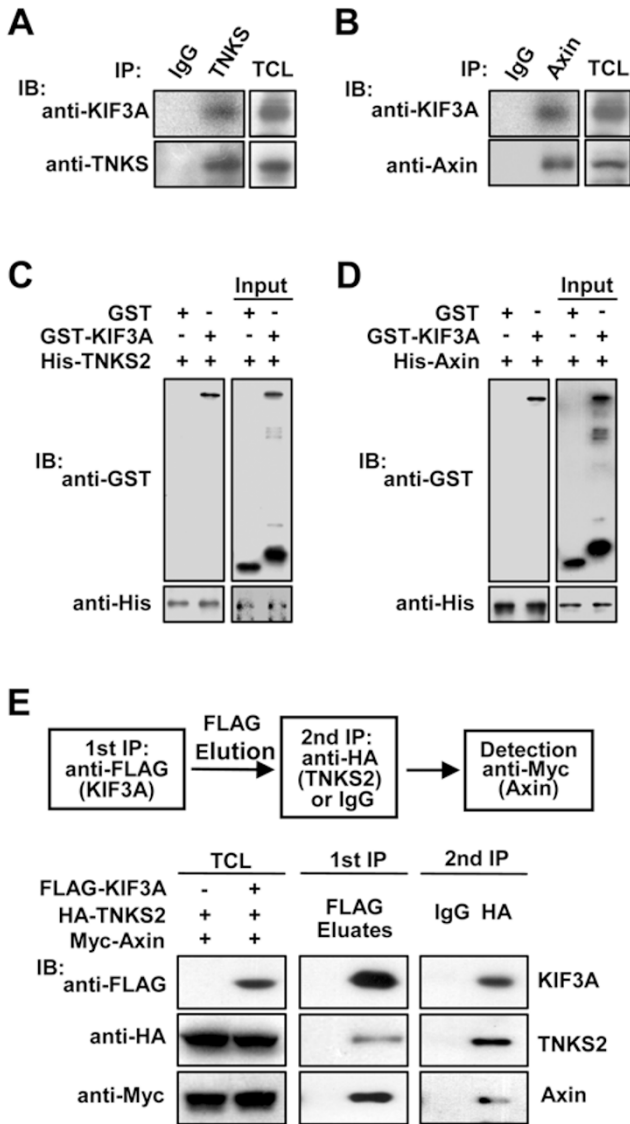 A
IP: IgG TNKS TCL
IB:
anti-KIF3A
anti-TNKS
B
IP: IgG Axin TCL
IB:
anti-KIF3A
anti-Axin
C
Input
GST + - + -
GST-KIF3A - + - +
His-TNKS2 + + + +
IB:
anti-GST
anti-His
D
Input
GST + - + -
GST-KIF3A - + - +
His-Axin + + + +
IB:
anti-GST
anti-His
E
1st IP:
anti-FLAG
(KIF3A)
FLAG
Elution
2nd IP:
anti-HA
(TNKS2)
or IgG
Detection
anti-Myc
(Axin)
TCL 1st IP 2nd IP
FLAG-KIF3A - +
HA-TNKS2 + +
Myc-Axin + +
FLAG
Eluates
IgG HA
IB:
anti-FLAG KIF3A
anti-HA TNKS2
anti-Myc Axin